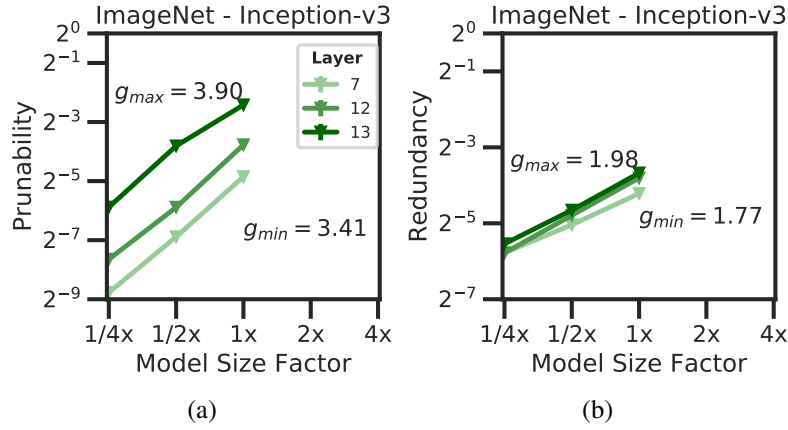 ImageNet - Inception-v3
2^0
2^-1
2^-3
2^-5
2^-7
2^-9
Prunability
g_max = 3.90
g_min = 3.41
Layer
7
12
13
1/4x 1/2x 1x 2x 4x
Model Size Factor
(a)
ImageNet - Inception-v3
2^0
2^-1
2^-3
2^-5
2^-7
Redundancy
g_max = 1.98
g_min = 1.77
1/4x 1/2x 1x 2x 4x
Model Size Factor
(b)